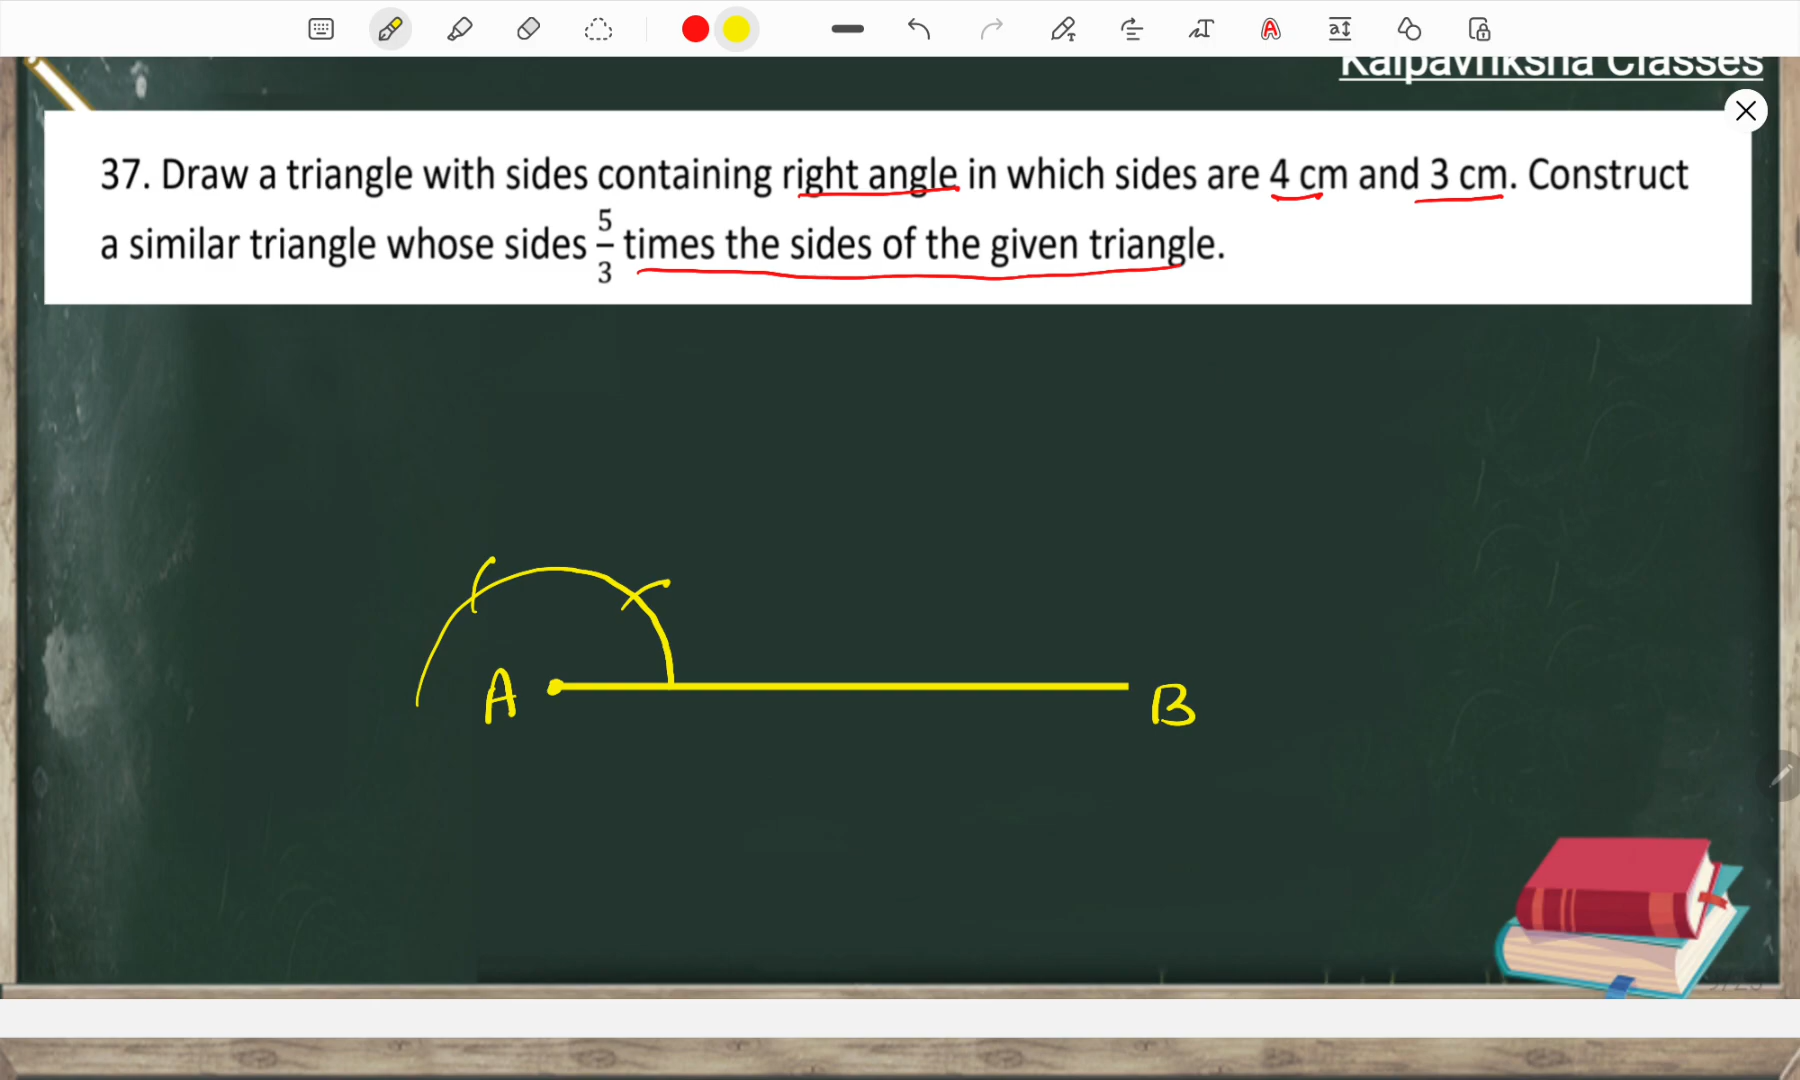 Kalpavriksha Classes
37. Draw a triangle with sides containing right angle in which sides are 4 cm and 3 cm. Construct
a similar triangle whose sides 5/3 times the sides of the given triangle.
A B